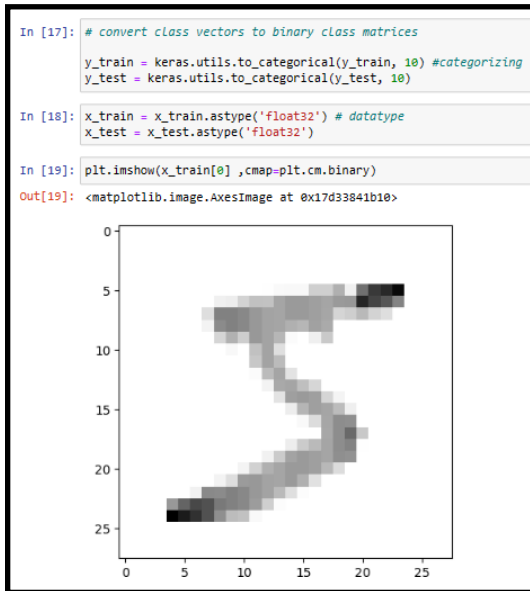 In [17]: # convert class vectors to binary class matrices
y_train = keras.utils.to_categorical(y_train, 10) #categorizing
y_test = keras.utils.to_categorical(y_test, 10)
In [18]: x_train = x_train.astype('float32') # datatype
x_test = x_test.astype('float32')
In [19]: plt.imshow(x_train[0] ,cmap=plt.cm.binary)
Out[19]: <matplotlib.image.AxesImage at 0x17d33841b10>
0
5
10
15
20
25
0 5 10 15 20 25